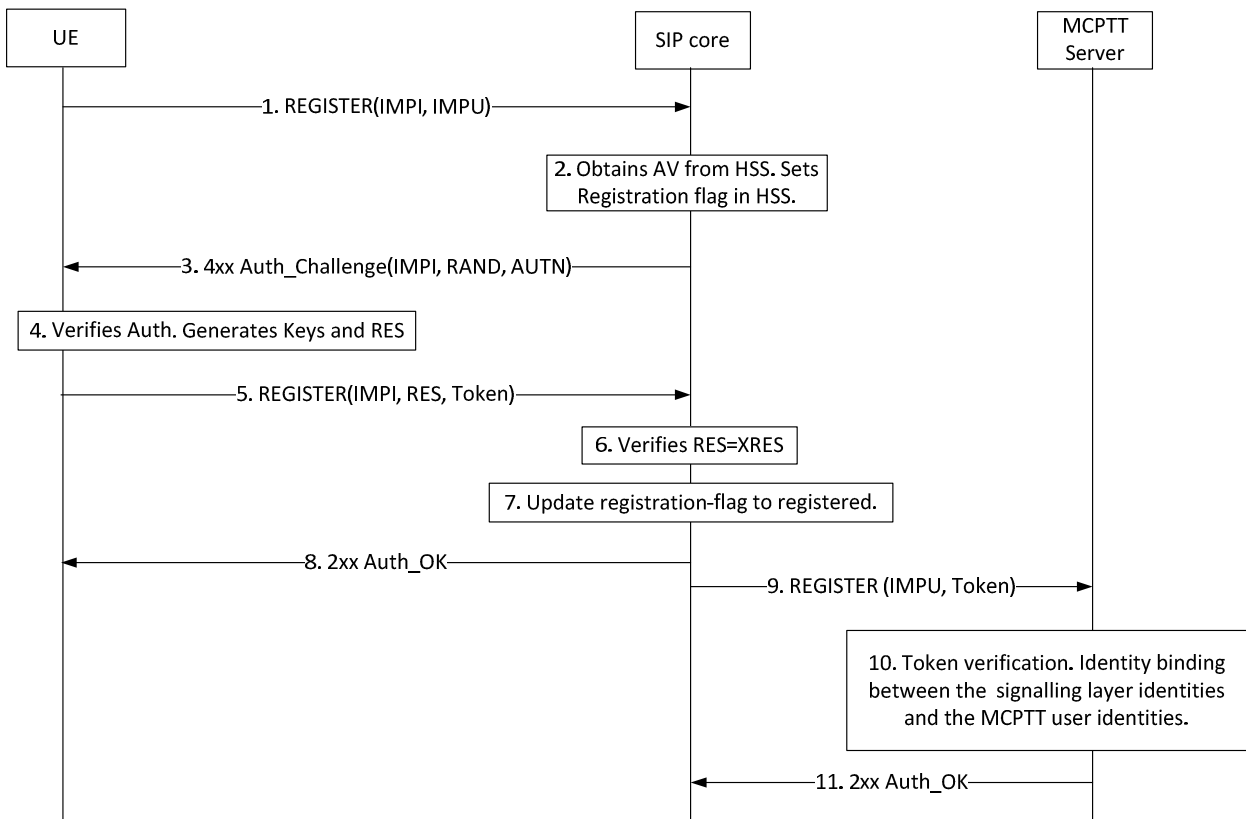 UE
SIP core
MCPTT
Server
1. REGISTER(IMPI, IMPU)
2. Obtains AV from HSS. Sets
Registration flag in HSS.
3. 4xx Auth_Challenge(IMPI, RAND, AUTN)
4. Verifies Auth. Generates Keys and RES
5. REGISTER(IMPI, RES, Token)
6. Verifies RES=XRES
7. Update registration-flag to registered.
8. 2xx Auth_OK
9. REGISTER (IMPU, Token)
10. Token verification. Identity binding
between the signalling layer identities
and the MCPTT user identities.
11. 2xx Auth_OK